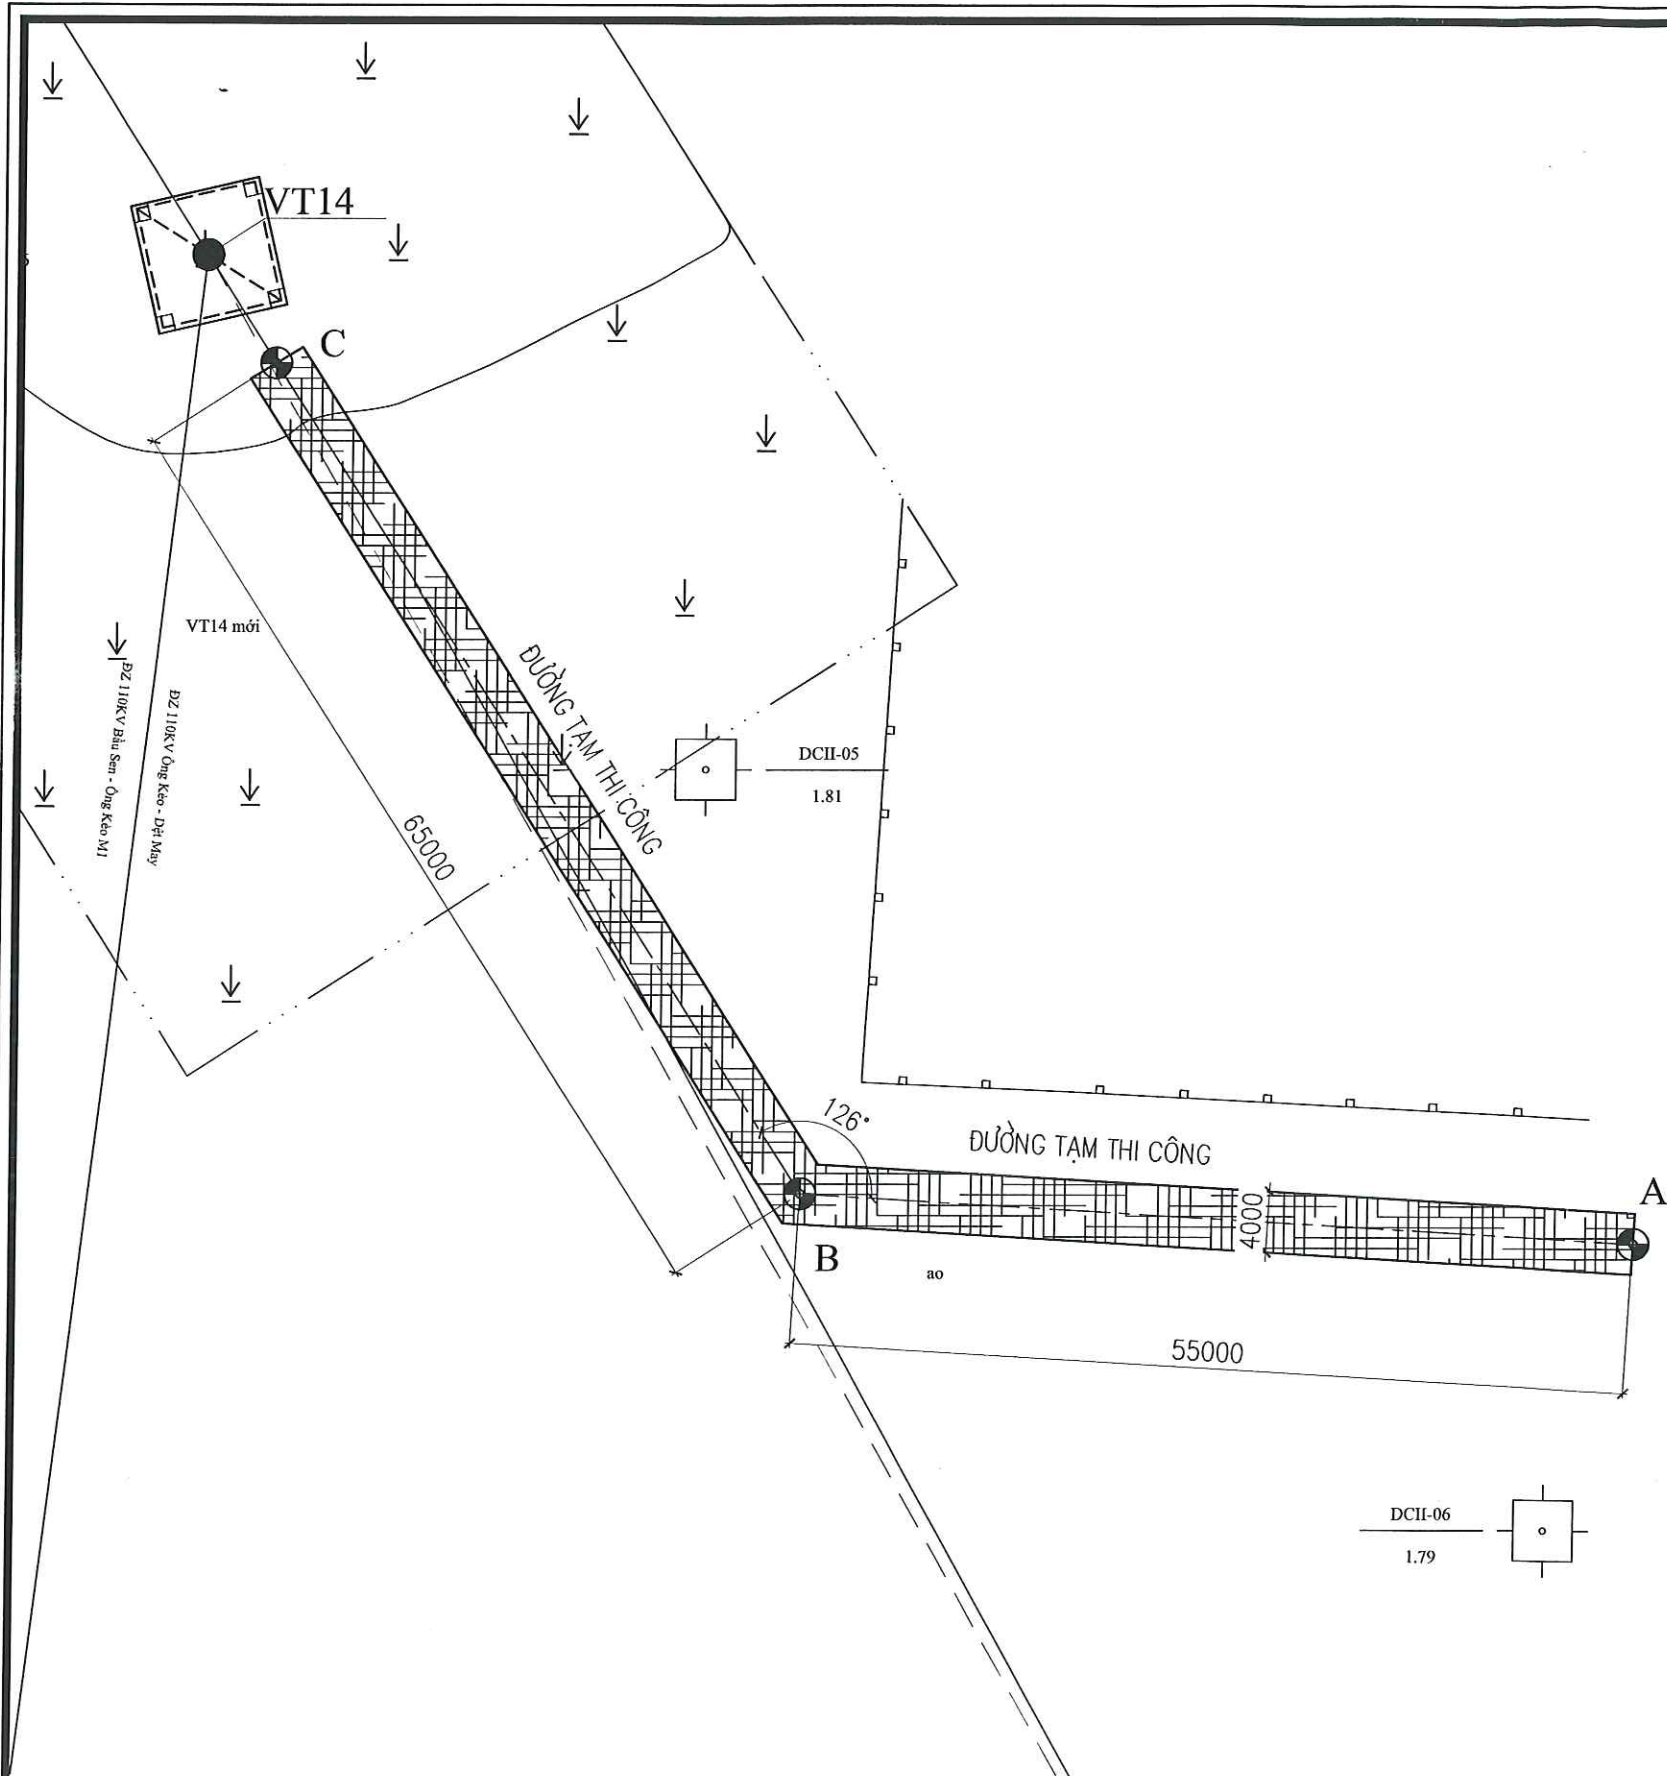 VT14
C
VT14 mới
ĐZ 110KV Bàu Sen - Ông Kèo M1
ĐZ 110KV Ông Kèo - Dệt May
ĐƯỜNG TẠM THI CÔNG
65000
DCII-05
1.81
126°
ĐƯỜNG TẠM THI CÔNG
A
4000
B
ao
55000
DCII-06
1.79